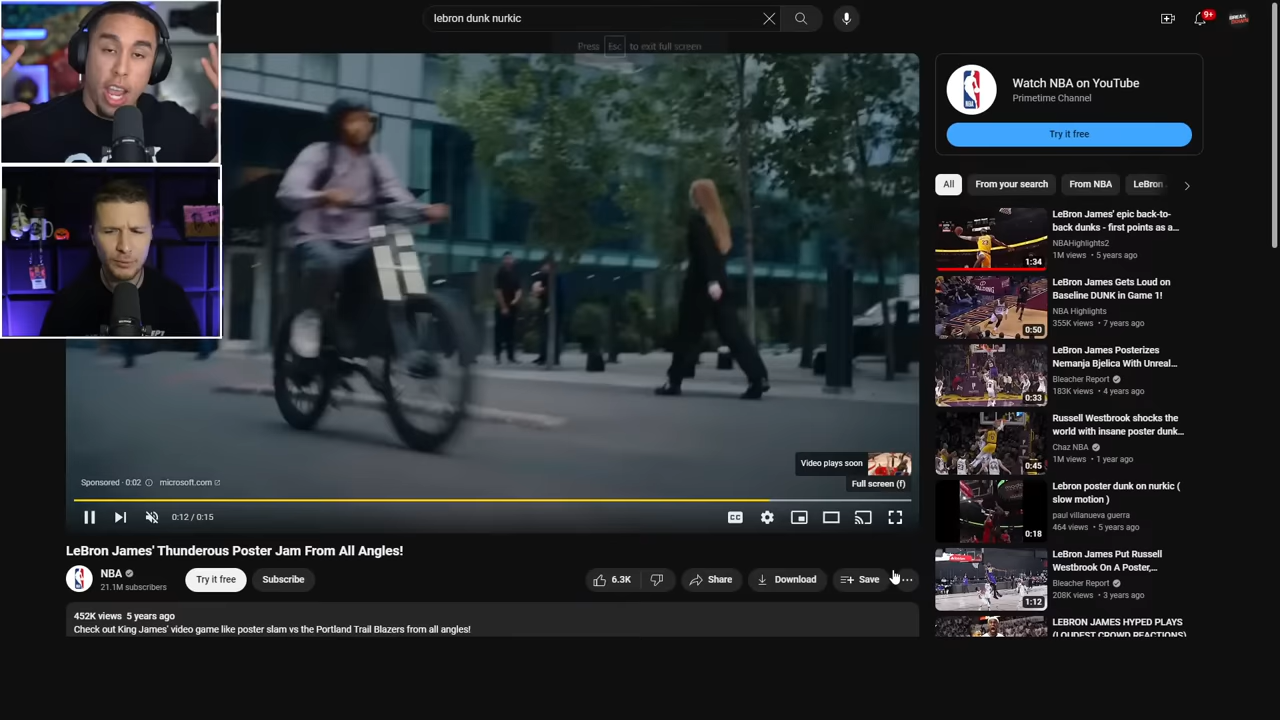 lebron dunk nurkic
9+
BREAK
DOWN
Press Esc to exit full screen
Watch NBA on YouTube
Primetime Channel
Try it free
All
From your search
From NBA
LeBron
LeBron James' epic back-to-
back dunks - first points as a...
NBAHighlights2
1M views • 5 years ago
1:34
LeBron James Gets Loud on
Baseline DUNK in Game 1!
NBA Highlights
355K views • 7 years ago
0:50
LeBron James Posterizes
Nemanja Bjelica With Unreal...
Bleacher Report
183K views • 4 years ago
0:33
Russell Westbrook shocks the
world with insane poster dunk...
Chaz NBA
1M views • 1 year ago
0:45
Lebron poster dunk on nurkic (
slow motion )
paul villanueva guerra
464 views • 5 years ago
0:18
LeBron James Put Russell
Westbrook On A Poster,...
Bleacher Report
208K views • 3 years ago
1:12
LEBRON JAMES HYPED PLAYS
(LOUDEST CROWD REACTIONS)
Video plays soon
Full screen (f)
Sponsored · 0:02
microsoft.com
0:12 / 0:15
CC
LeBron James' Thunderous Poster Jam From All Angles!
NBA
21.1M subscribers
Try it free
Subscribe
6.3K
Share
Download
Save
452K views 5 years ago
Check out King James' video game like poster slam vs the Portland Trail Blazers from all angles!